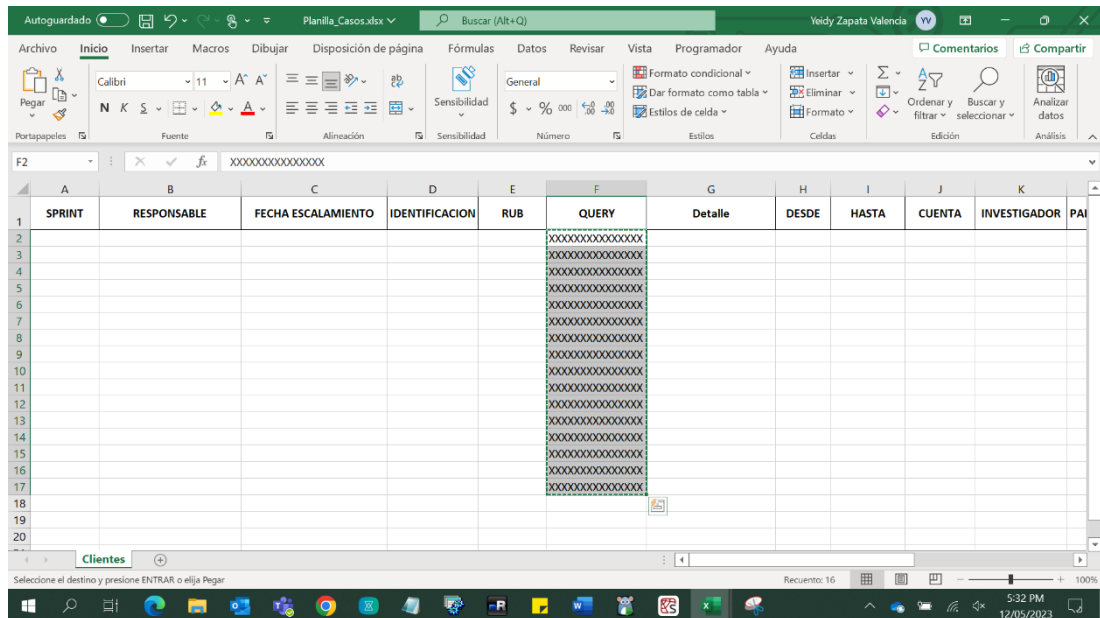 Autoguardado Planilla_Casos.xlsx Buscar (Alt+Q) Yeidy Zapata Valencia YV
Archivo Inicio Insertar Macros Dibujar Disposición de página Fórmulas Datos Revisar Vista Programador Ayuda Comentarios Compartir
Pegar Calibri 11 A A ab General Formato condicional Insertar
Sensibilidad Dar formato como tabla Eliminar Ordenar y Buscar y Analizar
N K S A $ % 000 Estilos de celda Formato filtrar seleccionar datos
Portapapeles Fuente Alineación Sensibilidad Número Estilos Celdas Edición Análisis
F2 fx XXXXXXXXXXXXXXX
A B C D E F G H I J K
1 SPRINT RESPONSABLE FECHA ESCALAMIENTO IDENTIFICACION RUB QUERY Detalle DESDE HASTA CUENTA INVESTIGADOR PAI
2 XXXXXXXXXXXXXXX
3 XXXXXXXXXXXXXXX
4 XXXXXXXXXXXXXXX
5 XXXXXXXXXXXXXXX
6 XXXXXXXXXXXXXXX
7 XXXXXXXXXXXXXXX
8 XXXXXXXXXXXXXXX
9 XXXXXXXXXXXXXXX
10 XXXXXXXXXXXXXXX
11 XXXXXXXXXXXXXXX
12 XXXXXXXXXXXXXXX
13 XXXXXXXXXXXXXXX
14 XXXXXXXXXXXXXXX
15 XXXXXXXXXXXXXXX
16 XXXXXXXXXXXXXXX
17 XXXXXXXXXXXXXXX
18
19
20
Clientes
Seleccione el destino y presione ENTRAR o elija Pegar Recuento: 16 100%
5:32 PM
12/05/2023